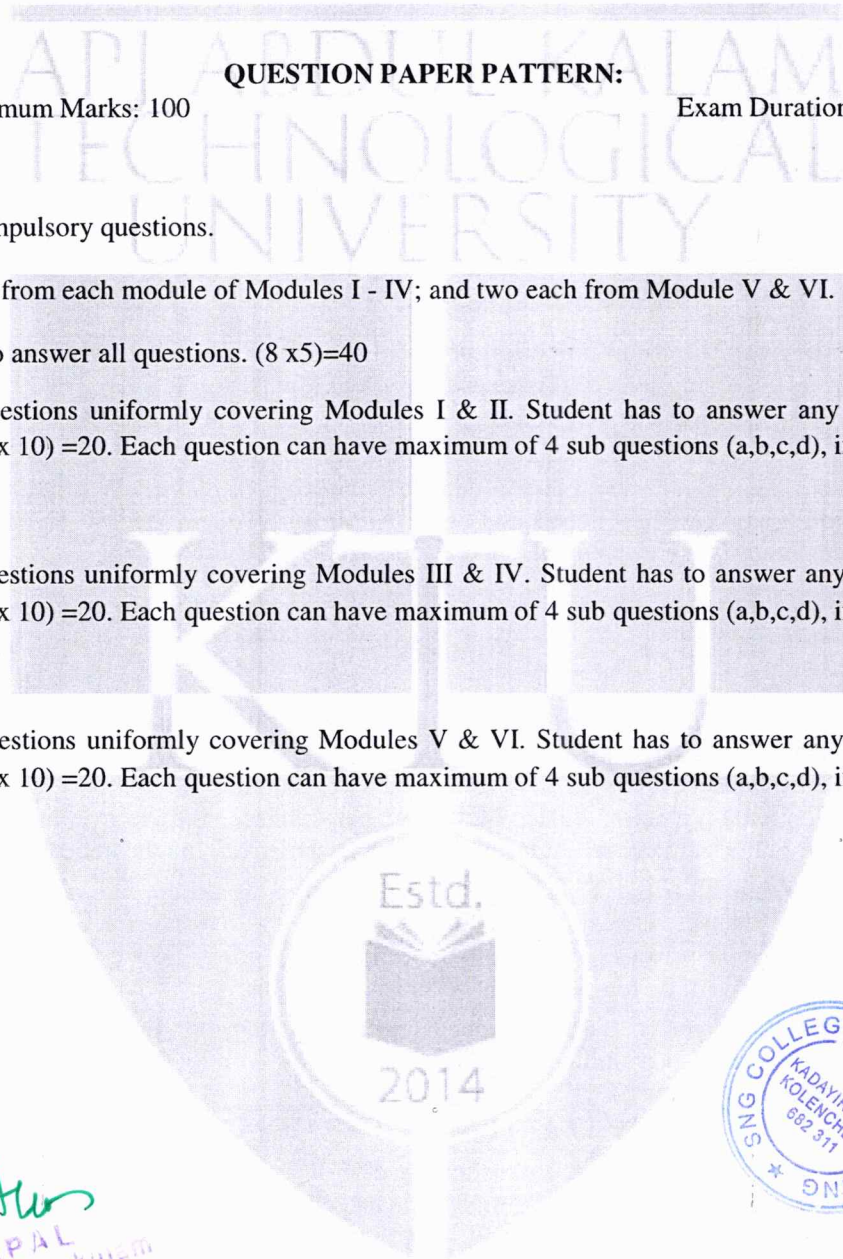 API ABDUL KALAM
TECHNOLOGICAL
UNIVERSITY
QUESTION PAPER PATTERN:
mum Marks: 100 Exam Duration
npulsory questions.
from each module of Modules I - IV; and two each from Module V & VI.
o answer all questions. (8 x5)=40
estions uniformly covering Modules I & II. Student has to answer any
x 10) =20. Each question can have maximum of 4 sub questions (a,b,c,d), i
estions uniformly covering Modules III & IV. Student has to answer any
x 10) =20. Each question can have maximum of 4 sub questions (a,b,c,d), i
KTU
estions uniformly covering Modules V & VI. Student has to answer any
x 10) =20. Each question can have maximum of 4 sub questions (a,b,c,d), i
Estd.
2014
SNG COLLEG
KADAYI
KOLENCH
682 311
PAL